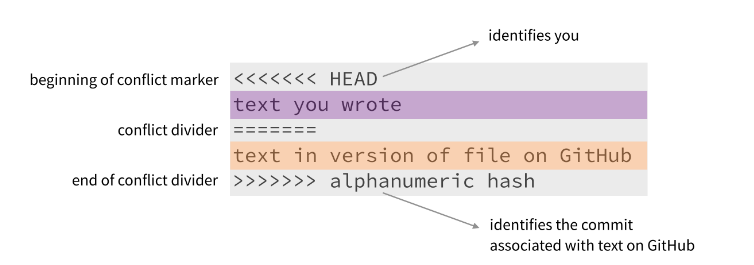 identifies you
beginning of conflict marker <<<<<<< HEAD
text you wrote
conflict divider =======
text in version of file on GitHub
end of conflict divider >>>>>>> alphanumeric hash
identifies the commit
associated with text on GitHub